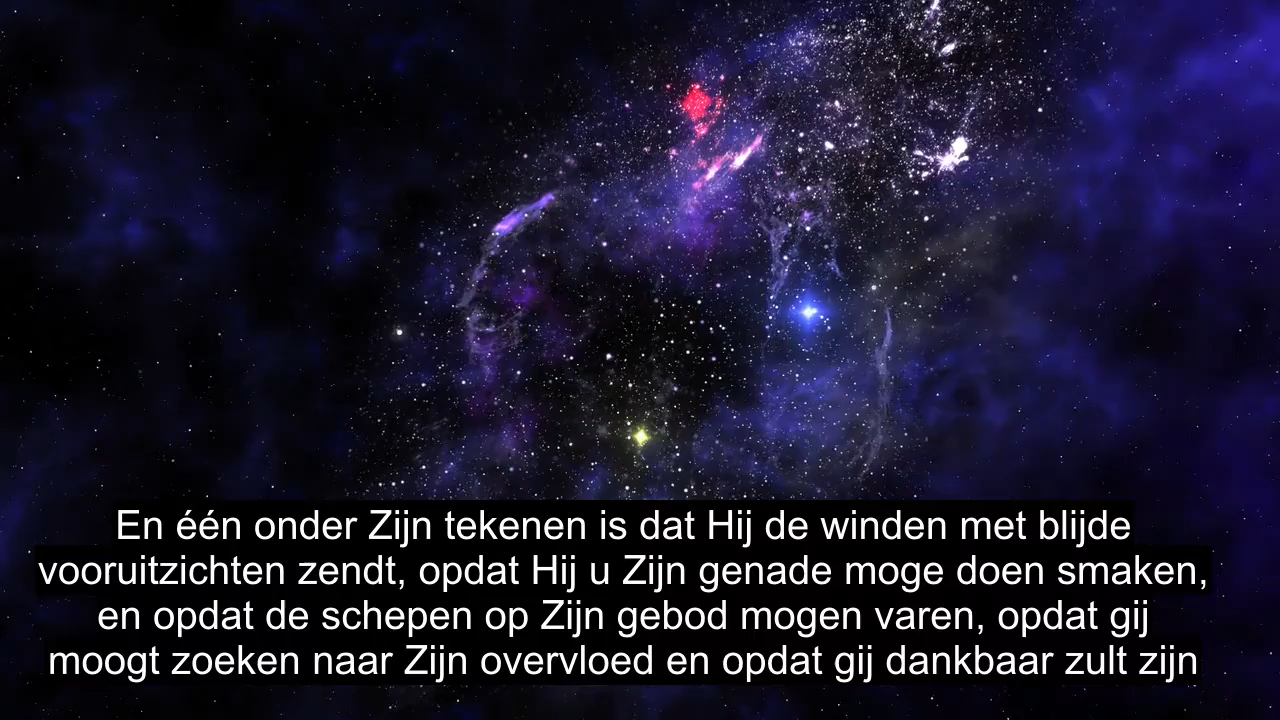 En één onder Zijn tekenen is dat Hij de winden met blijde
vooruitzichten zendt, opdat Hij u Zijn genade moge doen smaken,
en opdat de schepen op Zijn gebod mogen varen, opdat gij
moogt zoeken naar Zijn overvloed en opdat gij dankbaar zult zijn